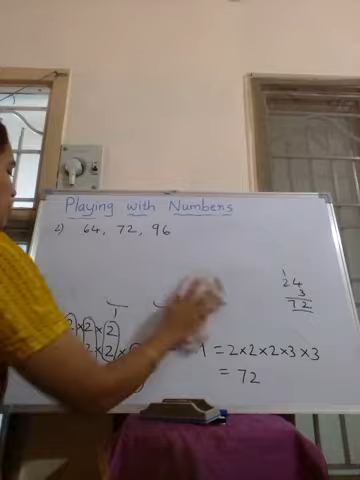 Playing with Numbers
2) 64, 72, 96
1
24
3
72
2 × 2 × 2
2 × 2 ×
= 2 × 2 × 2 × 3 × 3
= 72